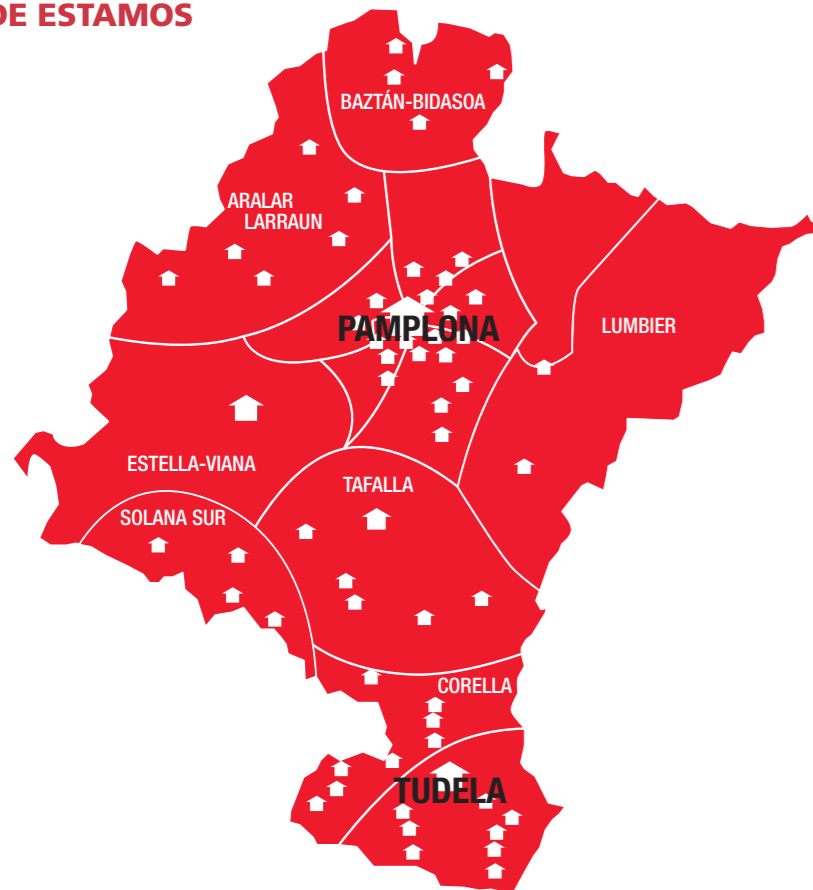 DE ESTAMOS
BAZTÁN-BIDASOA
ARALAR
LARRAUN
PAMPLONA
LUMBIER
ESTELLA-VIANA
TAFALLA
SOLANA SUR
CORELLA
TUDELA